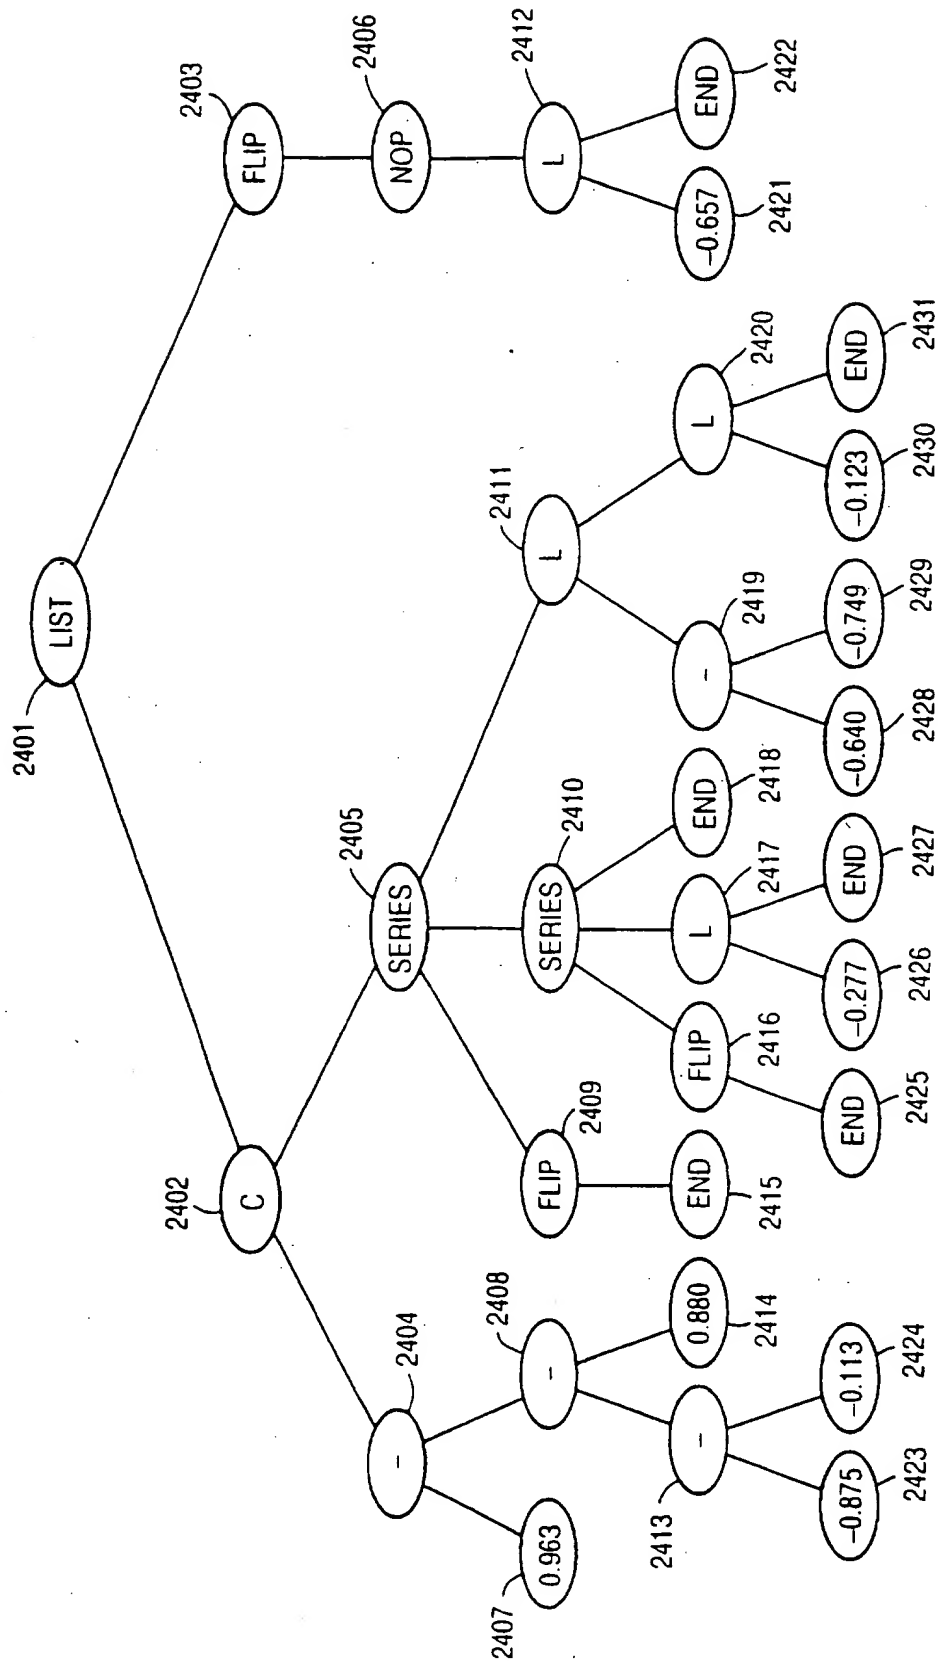 2401
LIST
2402
C
2403
FLIP
2404
–
2405
SERIES
2406
NOP
2407
0.963
2408
–
2409
FLIP
2410
SERIES
2411
L
2412
L
2413
–
0.880
2414
END
2415
FLIP
2416
L
2417
END
2418
–
2419
L
2420
–0.657
2421
END
2422
–0.875
2423
–0.113
2424
END
2425
–0.277
2426
END
2427
–0.640
2428
–0.749
2429
–0.123
2430
END
2431